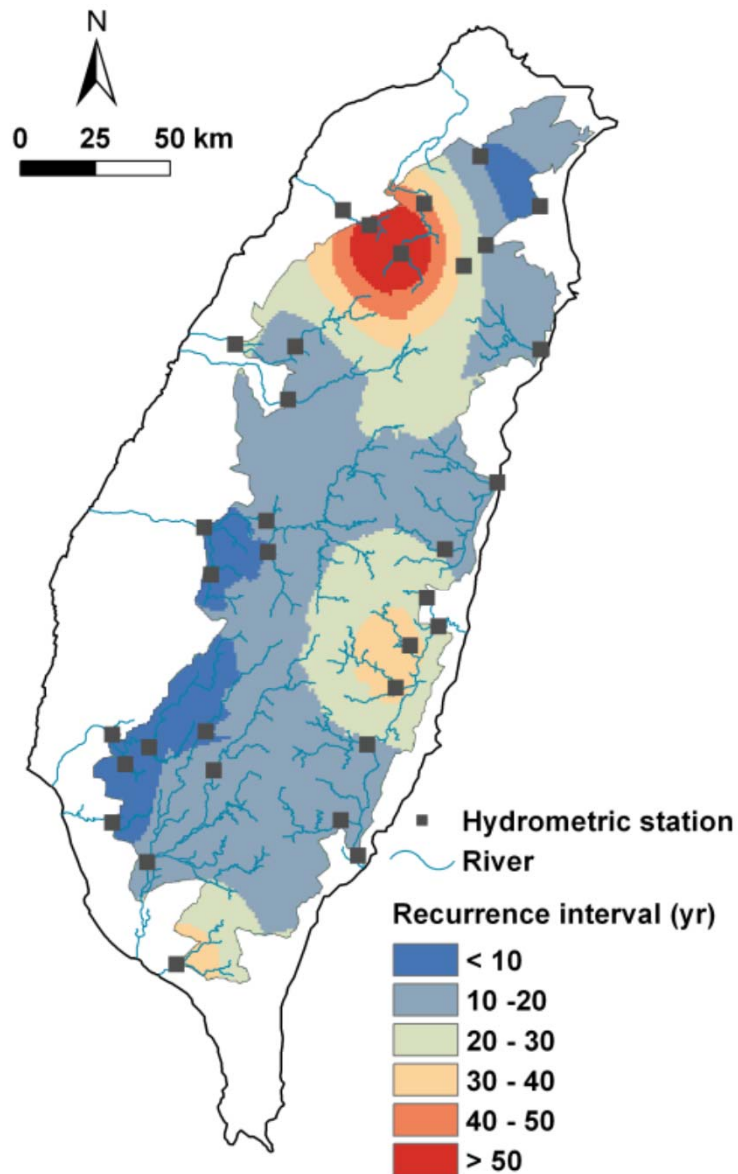 N
0 25 50 km
Hydrometric station
River
Recurrence interval (yr)
< 10
10 -20
20 - 30
30 - 40
40 - 50
> 50